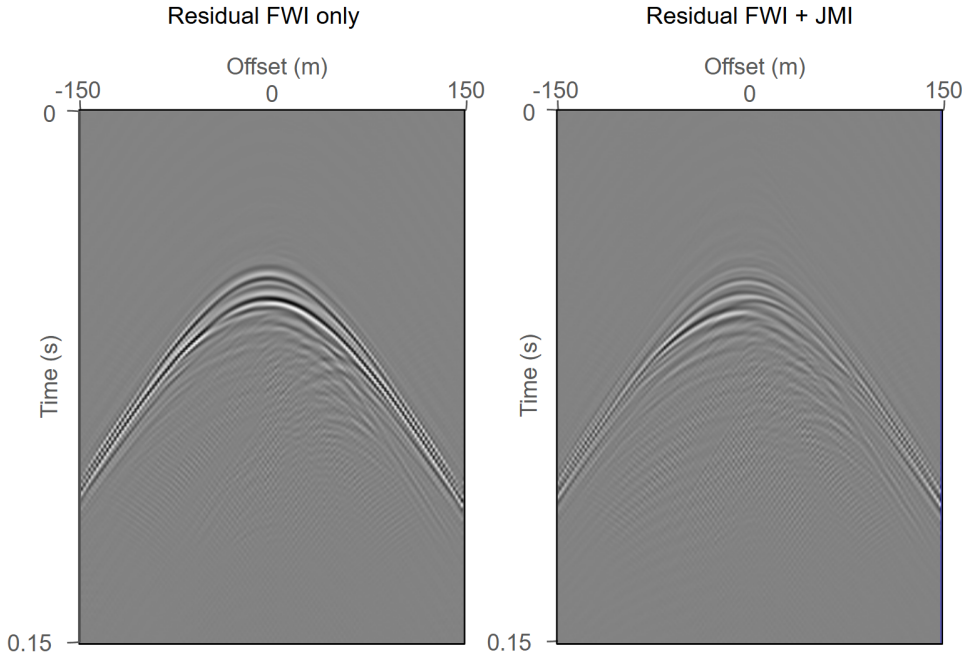 Residual FWI only
Offset (m)
-150 0 150
0
Time (s)
0.15
Residual FWI + JMI
Offset (m)
-150 0 150
0
Time (s)
0.15